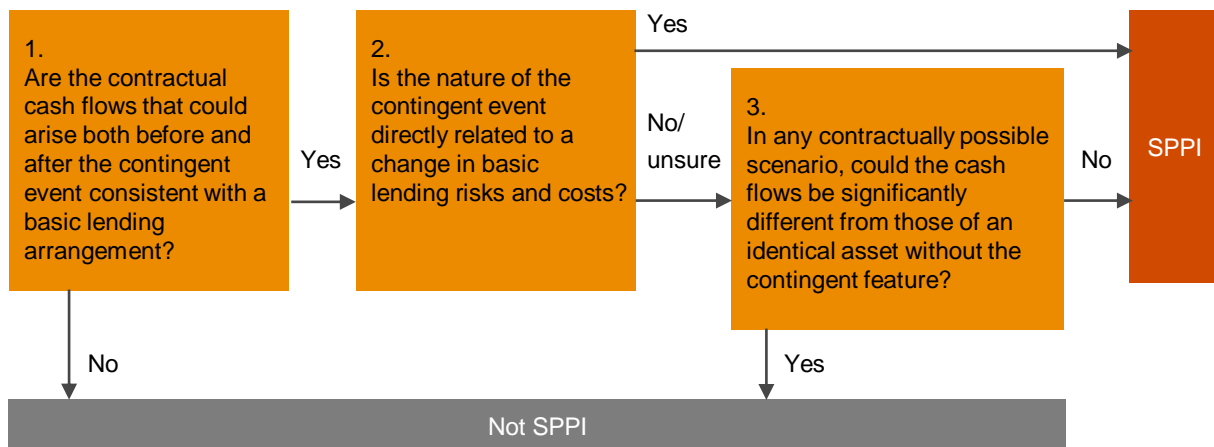 1.
Are the contractual
cash flows that could
arise both before and
after the contingent
event consistent with a
basic lending
arrangement?
Yes
No
2.
Is the nature of the
contingent event
directly related to a
change in basic
lending risks and costs?
Yes
No/
unsure
3.
In any contractually possible
scenario, could the cash
flows be significantly
different from those of an
identical asset without the
contingent feature?
No
Yes
SPPI
Not SPPI